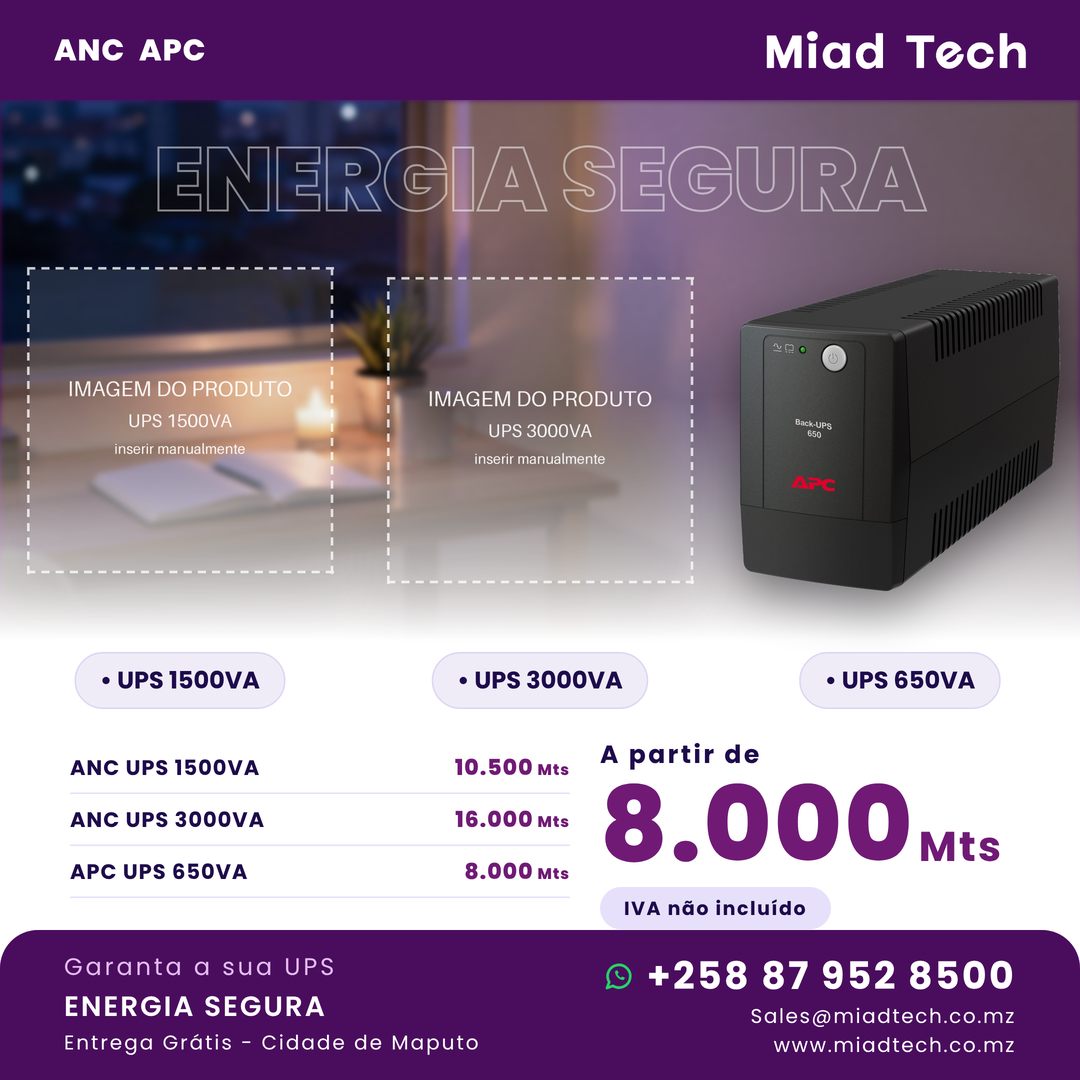 ANC APC
Miad Tech
ENERGIA SEGURA
IMAGEM DO PRODUTO
UPS 1500VA
inserir manualmente
IMAGEM DO PRODUTO
UPS 3000VA
inserir manualmente
Back-UPS
650
APC
• UPS 1500VA
• UPS 3000VA
• UPS 650VA
ANC UPS 1500VA 10.500 Mts
ANC UPS 3000VA 16.000 Mts
APC UPS 650VA 8.000 Mts
A partir de
8.000 Mts
IVA não incluído
Garanta a sua UPS
ENERGIA SEGURA
Entrega Grátis - Cidade de Maputo
+258 87 952 8500
Sales@miadtech.co.mz
www.miadtech.co.mz